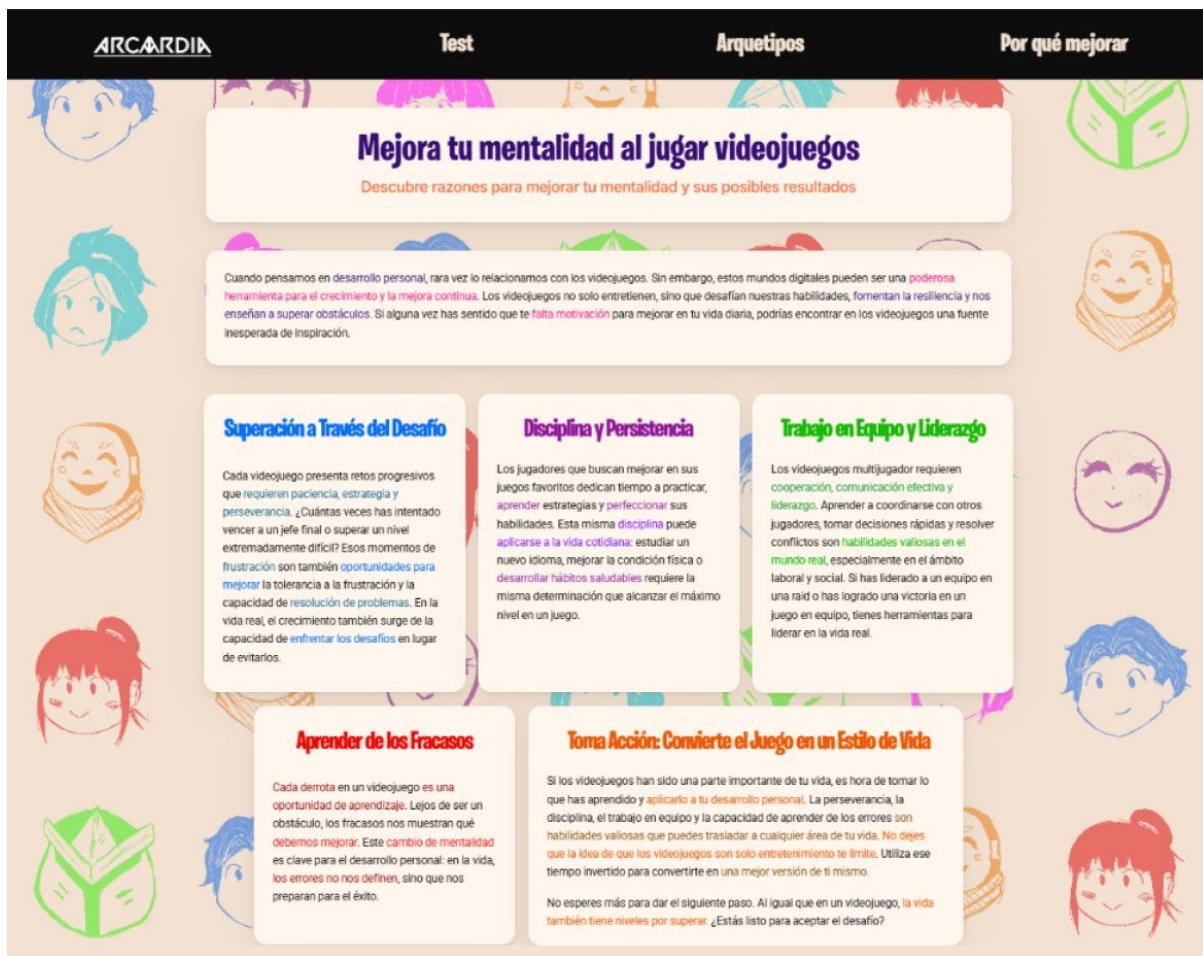 ARCARDIA
Test
Arquetipos
Por qué mejorar
Mejora tu mentalidad al jugar videojuegos
Descubre razones para mejorar tu mentalidad y sus posibles resultados
Cuando pensamos en desarrollo personal, rara vez lo relacionamos con los videojuegos. Sin embargo, estos mundos digitales pueden ser una poderosa
herramienta para el crecimiento y la mejora continua. Los videojuegos no solo entretienen, sino que desafían nuestras habilidades, fomentan la resiliencia y nos
enseñan a superar obstáculos. Si alguna vez has sentido que te falta motivación para mejorar en tu vida diaria, podrías encontrar en los videojuegos una fuente
inesperada de inspiración.
Superación a Través del Desafío
Cada videojuego presenta retos progresivos
que requieren paciencia, estrategia y
perseverancia. ¿Cuántas veces has intentado
vencer a un jefe final o superar un nivel
extremadamente difícil? Esos momentos de
frustración son también oportunidades para
mejorar la tolerancia a la frustración y la
capacidad de resolución de problemas. En la
vida real, el crecimiento también surge de la
capacidad de enfrentar los desafíos en lugar
de evitarlos.
Disciplina y Persistencia
Los jugadores que buscan mejorar en sus
juegos favoritos dedican tiempo a practicar,
aprender estrategias y perfeccionar sus
habilidades. Esta misma disciplina puede
aplicarse a la vida cotidiana: estudiar un
nuevo idioma, mejorar la condición física o
desarrollar hábitos saludables requiere la
misma determinación que alcanzar el máximo
nivel en un juego.
Trabajo en Equipo y Liderazgo
Los videojuegos multijugador requieren
cooperación, comunicación efectiva y
liderazgo. Aprender a coordinarse con otros
jugadores, tomar decisiones rápidas y resolver
conflictos son habilidades valiosas en el
mundo real, especialmente en el ámbito
laboral y social. Si has liderado a un equipo en
una raid o has logrado una victoria en un
juego en equipo, tienes herramientas para
liderar en la vida real.
Aprender de los Fracasos
Cada derrota en un videojuego es una
oportunidad de aprendizaje. Lejos de ser un
obstáculo, los fracasos nos muestran qué
debemos mejorar. Este cambio de mentalidad
es clave para el desarrollo personal: en la vida,
los errores no nos definen, sino que nos
preparan para el éxito.
Toma Acción: Convierte el Juego en un Estilo de Vida
Si los videojuegos han sido una parte importante de tu vida, es hora de tomar lo
que has aprendido y aplicarlo a tu desarrollo personal. La perseverancia, la
disciplina, el trabajo en equipo y la capacidad de aprender de los errores son
habilidades valiosas que puedes trasladar a cualquier área de tu vida. No dejes
que la idea de que los videojuegos son solo entretenimiento te limite. Utiliza ese
tiempo invertido para convertirte en una mejor versión de ti mismo.
No esperes más para dar el siguiente paso. Al igual que en un videojuego, la vida
también tiene niveles por superar. ¿Estás listo para aceptar el desafío?